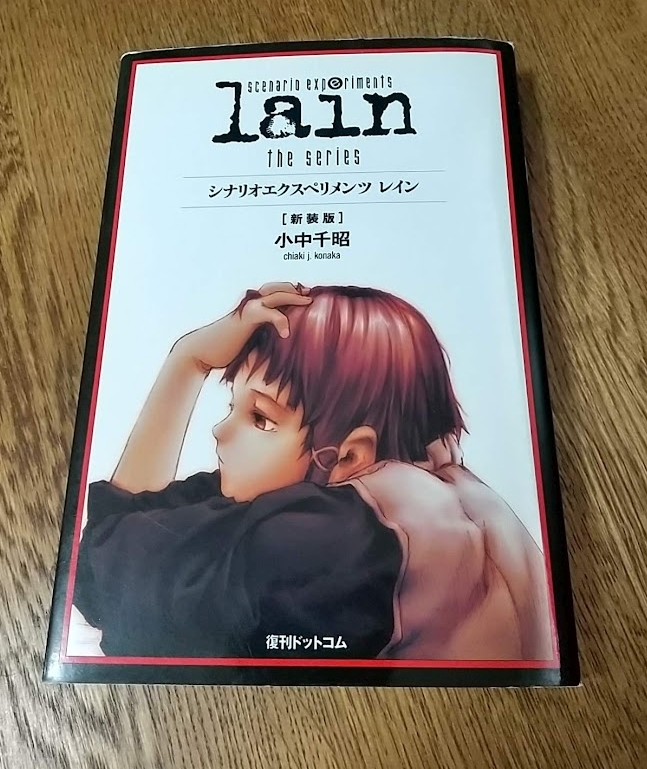 scenario experiments
lain
the series
シナリオエクスペリメンツ レイン
[新装版]
小中千昭
chiaki j. konaka
復刊ドットコム